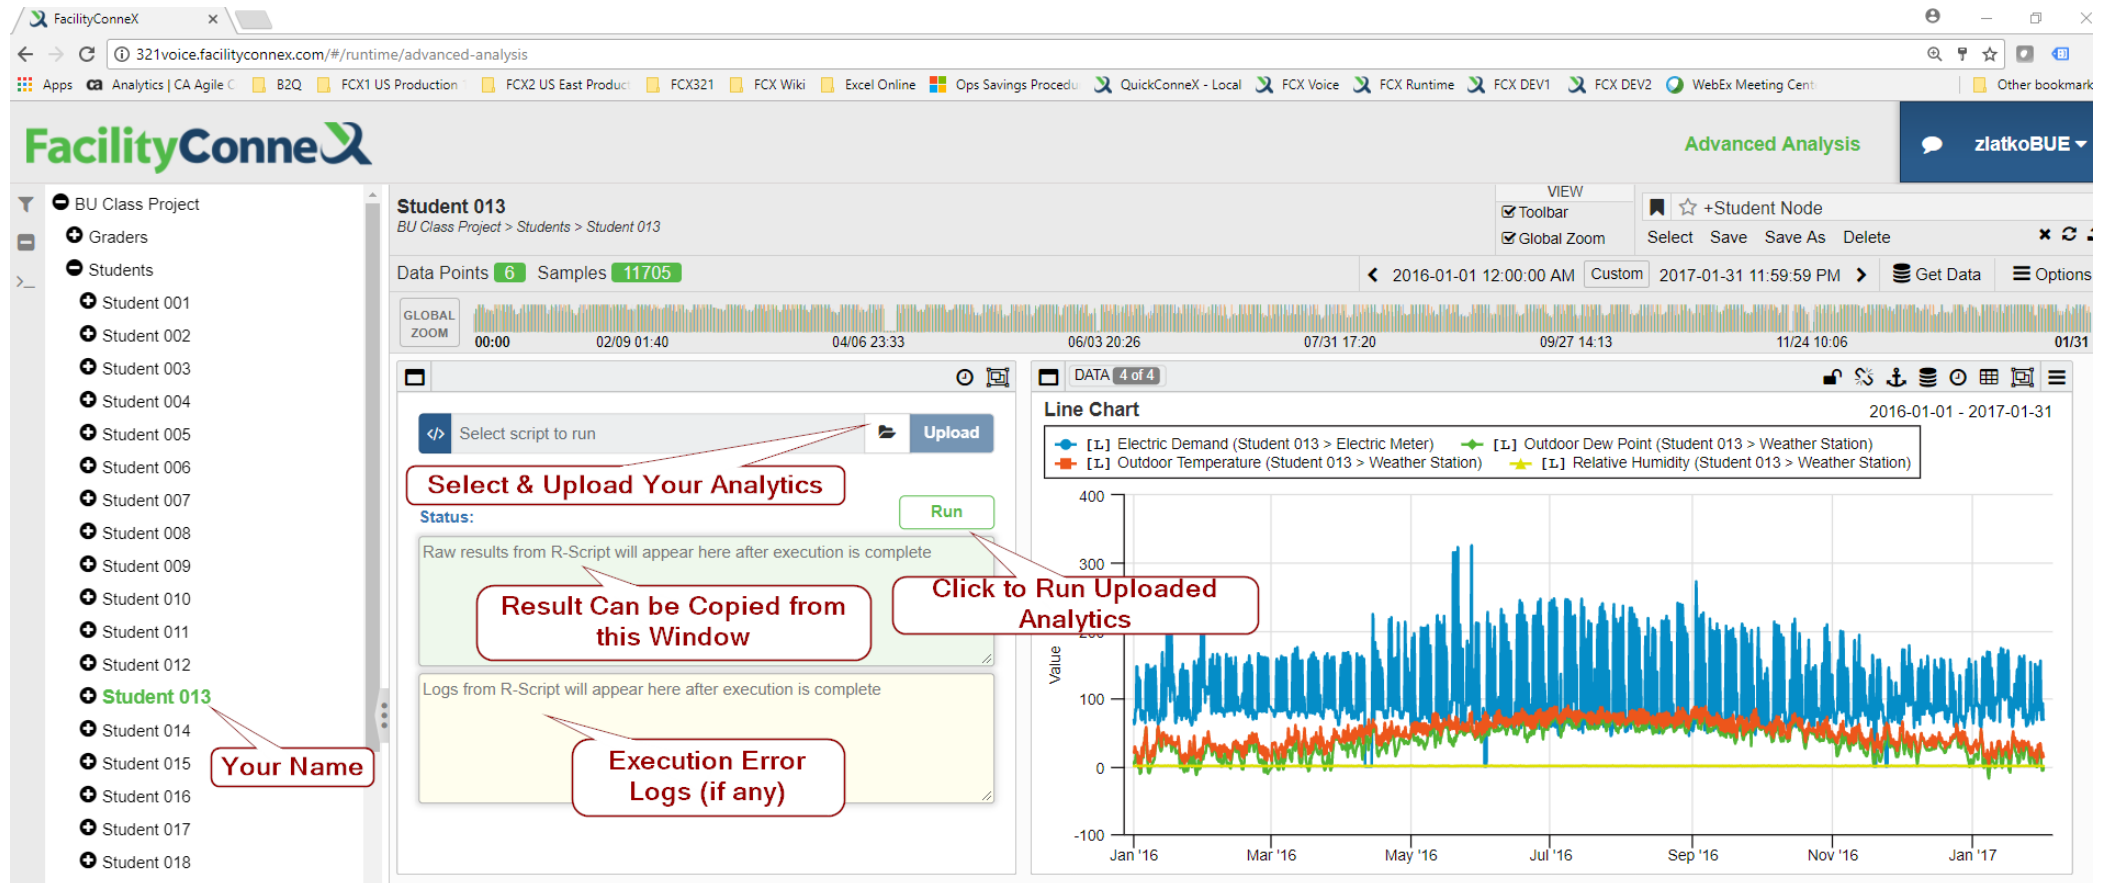 FacilityConneX
321voice.facilityconnex.com/#/runtime/advanced-analysis
Apps
ca Analytics | CA Agile C
B2Q
FCX1 US Production
FCX2 US East Produc
FCX321
FCX Wiki
Excel Online
Ops Savings Procedu
QuickConneX - Local
FCX Voice
FCX Runtime
FCX DEV1
FCX DEV2
WebEx Meeting Cent
Other bookmark
FacilityConneX
Advanced Analysis
zlatkoBUE
BU Class Project
Graders
Students
Student 001
Student 002
Student 003
Student 004
Student 005
Student 006
Student 007
Student 008
Student 009
Student 010
Student 011
Student 012
Student 013
Student 014
Student 015
Student 016
Student 017
Student 018
Your Name
Student 013
BU Class Project > Students > Student 013
VIEW
Toolbar
Global Zoom
+Student Node
Select Save Save As Delete
Data Points 6 Samples 11705
2016-01-01 12:00:00 AM Custom 2017-01-31 11:59:59 PM
Get Data
Options
GLOBAL
ZOOM
00:00 02/09 01:40 04/06 23:33 06/03 20:26 07/31 17:20 09/27 14:13 11/24 10:06 01/31
</> Select script to run
Upload
Select & Upload Your Analytics
Status:
Run
Raw results from R-Script will appear here after execution is complete
Result Can be Copied from
this Window
Click to Run Uploaded
Analytics
Logs from R-Script will appear here after execution is complete
Execution Error
Logs (if any)
DATA 4 of 4
Line Chart
2016-01-01 - 2017-01-31
[L] Electric Demand (Student 013 > Electric Meter)
[L] Outdoor Dew Point (Student 013 > Weather Station)
[L] Outdoor Temperature (Student 013 > Weather Station)
[L] Relative Humidity (Student 013 > Weather Station)
400
300
200
100
0
-100
Value
Jan '16 Mar '16 May '16 Jul '16 Sep '16 Nov '16 Jan '17